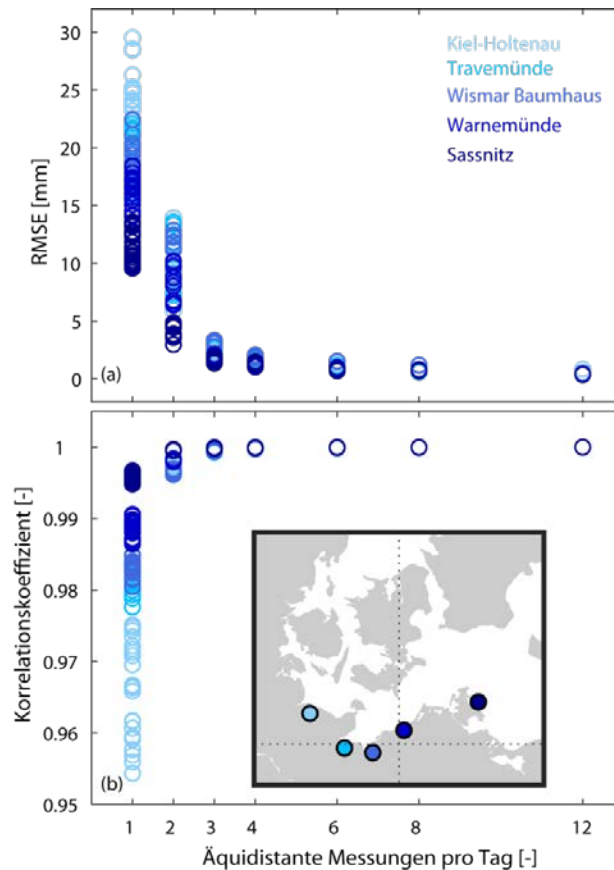 30
25
20
15
10
5
0
RMSE [mm]
(a)
Kiel-Holtenau
Travemünde
Wismar Baumhaus
Warnemünde
Sassnitz
1
0.99
0.98
0.97
0.96
0.95
Korrelationskoeffizient [-]
(b)
1 2 3 4 6 8 12
Äquidistante Messungen pro Tag [-]